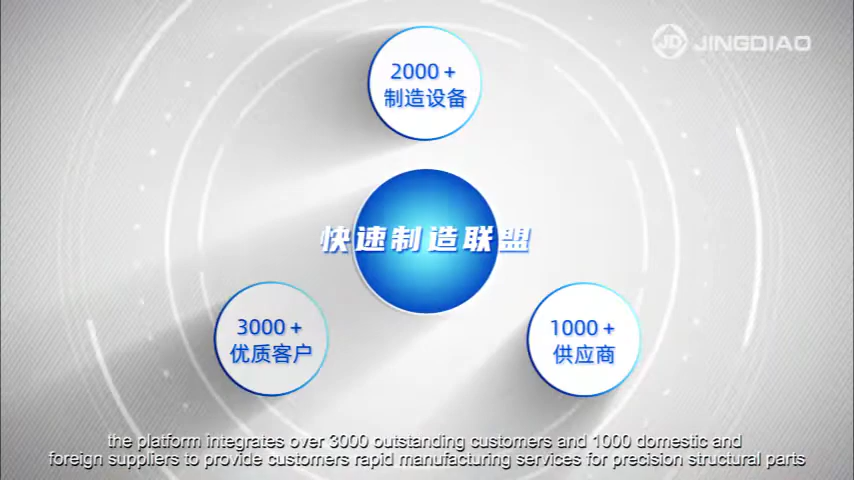 JD JINGDIAO
2000+
制造设备
快速制造联盟
3000+
优质客户
1000+
供应商
the platform integrates over 3000 outstanding customers and 1000 domestic and
foreign suppliers to provide customers rapid manufacturing services for precision structural parts